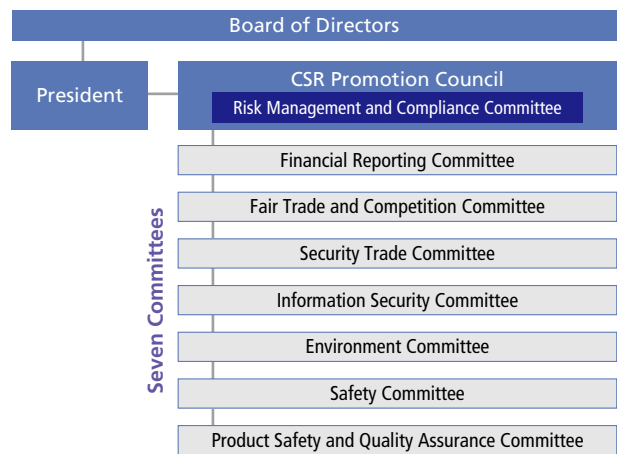 Board of Directors
President
CSR Promotion Council
Risk Management and Compliance Committee
Seven Committees
Financial Reporting Committee
Fair Trade and Competition Committee
Security Trade Committee
Information Security Committee
Environment Committee
Safety Committee
Product Safety and Quality Assurance Committee